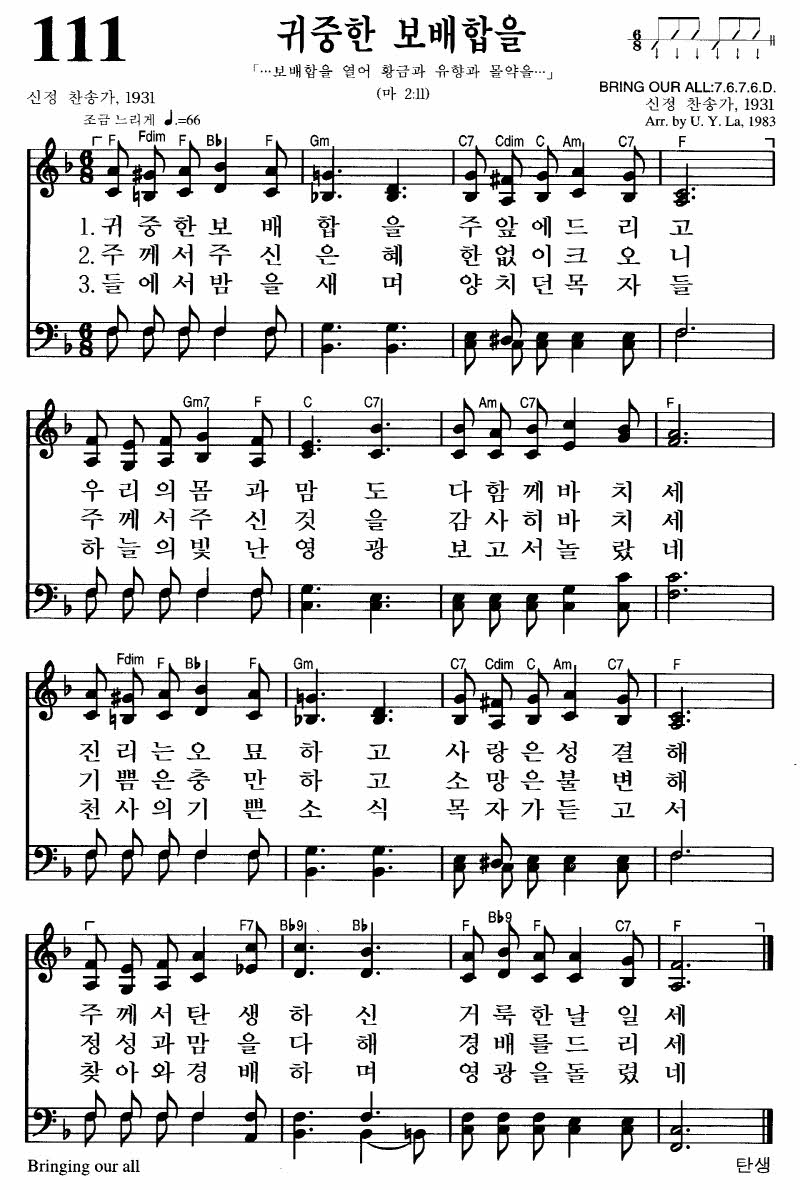 111
귀중한 보배합을
「…보배합을 열어 황금과 유향과 몰약을…」
(마 2:11)
6
8
BRING OUR ALL:7.6.7.6.D.
신정 찬송가, 1931
신정 찬송가, 1931
Arr. by U. Y. La, 1983
조금 느리게 ♩.=66
F Fdim F B♭ F Gm C7 Cdim C Am C7 F
1. 귀중한보 배 합 을 주앞에드리고
2. 주께서주 신 은 혜 한없이크오니
3. 들에서밤 을 새 며 양치던목자들
Gm7 F C C7 Am C7 F
우리의몸 과 맘 도 다함께바치세
주께서주 신 것 을 감사히바치세
하늘의빛 난 영 광 보고서놀랐네
Fdim F B♭ F Gm C7 Cdim C Am C7 F
진리는오 묘 하 고 사랑은성결해
기쁨은충 만 하 고 소망은불변해
천사의기 쁜 소 식 목자가듣고서
F7 B♭9 B♭ F B♭9 F C7 F
주께서탄 생 하 신 거룩한날일세
정성과맘 을 다 해 경배를드리세
찾아와경 배 하 며 영광을돌렸네
Bringing our all
탄생